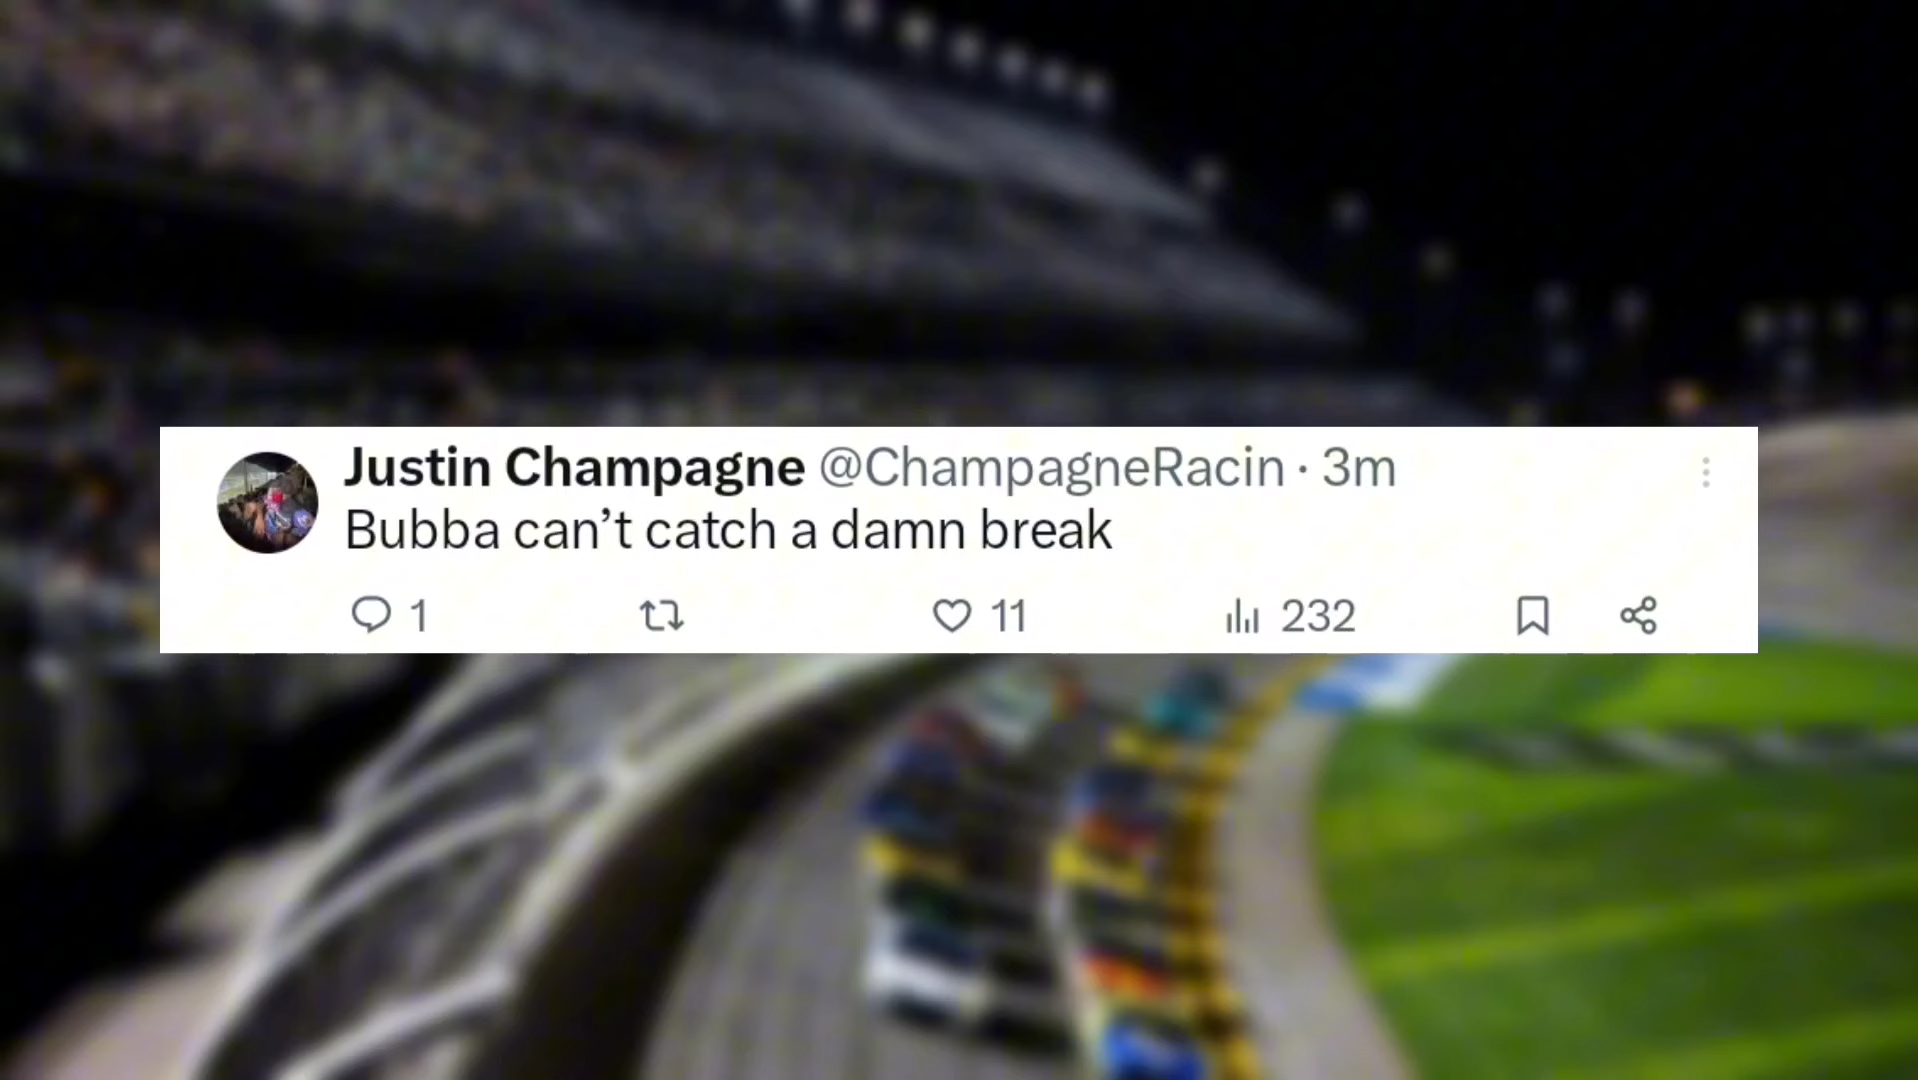 Justin Champagne @ChampagneRacin · 3m
Bubba can’t catch a damn break
1 11 232